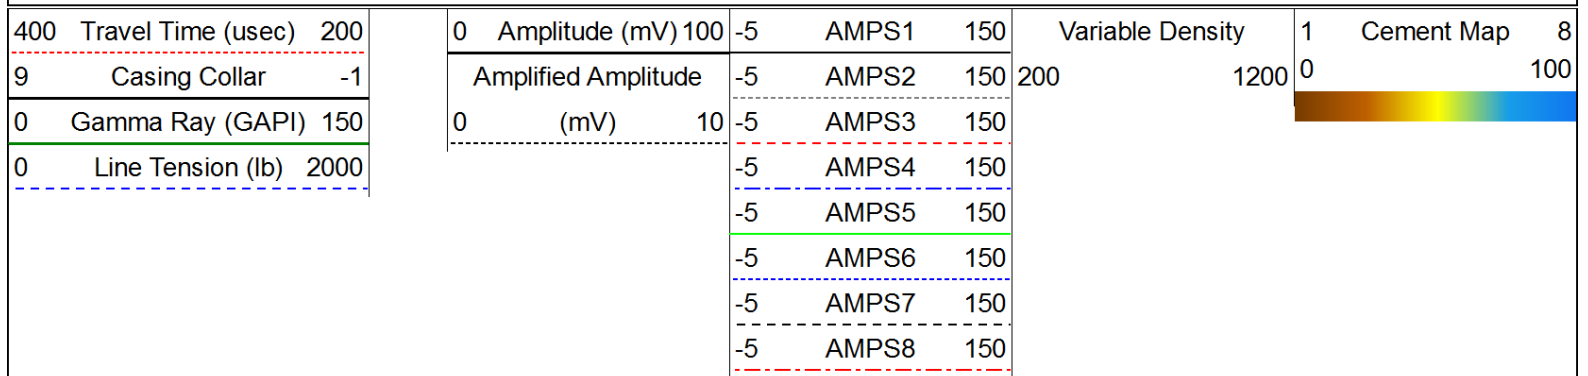 400 Travel Time (usec) 200
9 Casing Collar -1
0 Gamma Ray (GAPI) 150
0 Line Tension (lb) 2000
0 Amplitude (mV) 100
Amplified Amplitude
0 (mV) 10
-5 AMPS1 150
-5 AMPS2 150
-5 AMPS3 150
-5 AMPS4 150
-5 AMPS5 150
-5 AMPS6 150
-5 AMPS7 150
-5 AMPS8 150
Variable Density
200 1200
1 Cement Map 8
0 100